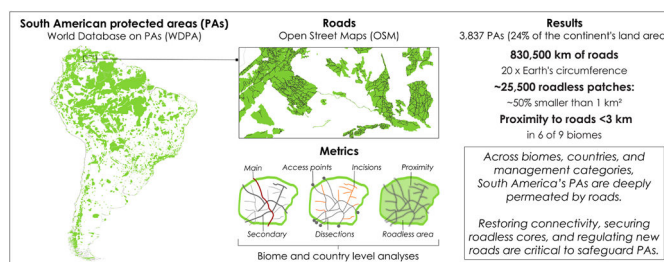 South American protected areas (PAs)
World Database on PAs (WDPA)
Roads
Open Street Maps (OSM)
Metrics
Main
Access points
Incisions
Proximity
Secondary
Dissections
Roadless area
Biome and country level analyses
Results
3,837 PAs (24% of the continent's land area
830,500 km of roads
20 x Earth's circumference
~25,500 roadless patches:
~50% smaller than 1 km²
Proximity to roads <3 km
in 6 of 9 biomes
Across biomes, countries, and
management categories,
South America's PAs are deeply
permeated by roads.
Restoring connectivity, securing
roadless cores, and regulating new
roads are critical to safeguard PAs.